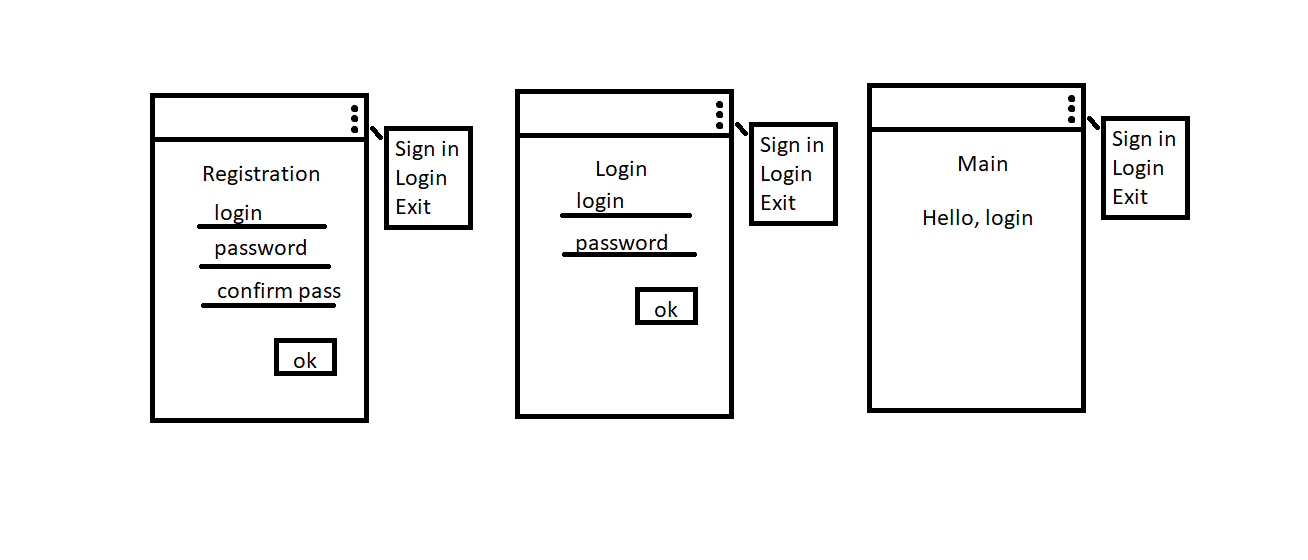 Registration
login
password
confirm pass
ok
Sign in
Login
Exit
Login
login
password
ok
Sign in
Login
Exit
Main
Hello, login
Sign in
Login
Exit